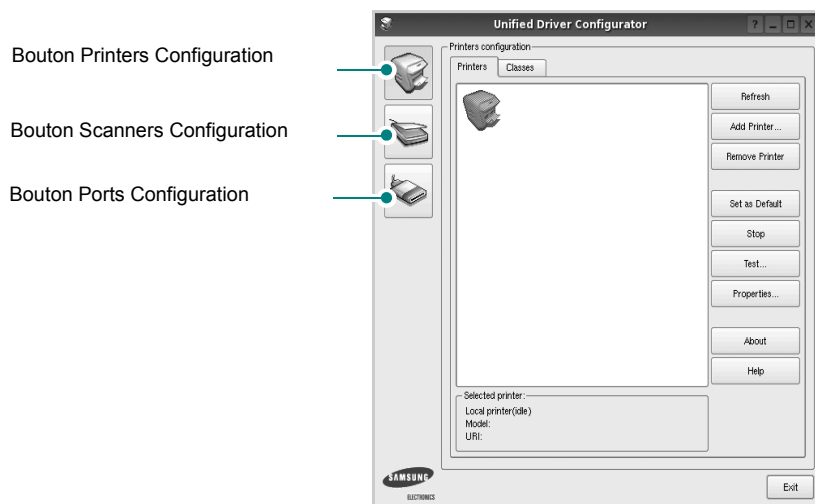 Unified Driver Configurator
Bouton Printers Configuration
Bouton Scanners Configuration
Bouton Ports Configuration
Printers configuration
Printers
Classes
Refresh
Add Printer...
Remove Printer
Set as Default
Stop
Test...
Properties...
About
Help
Selected printer:
Local printer(idle)
Model:
URI:
SAMSUNG
ELECTRONICS
Exit